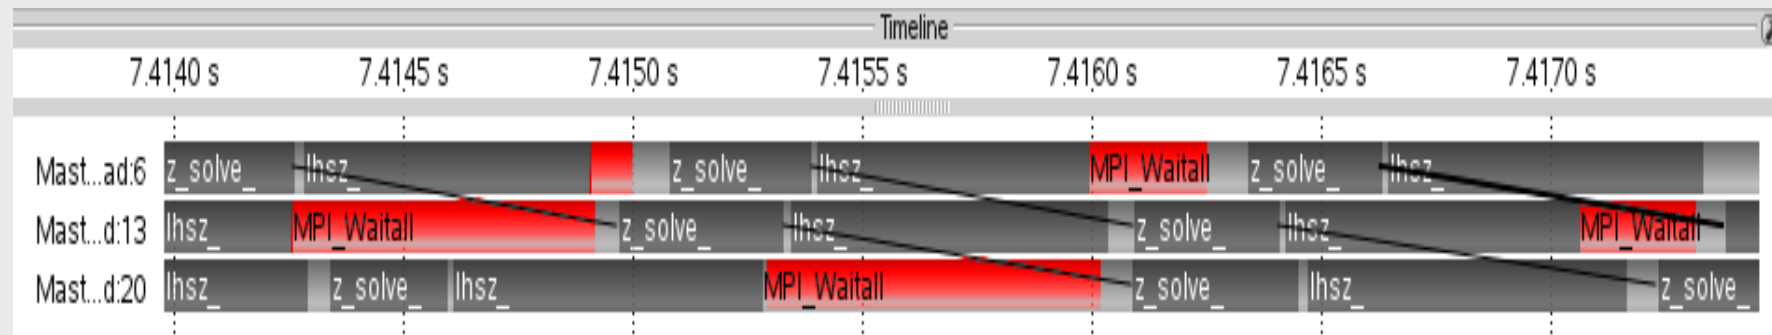 Timeline
7.4140 s 7.4145 s 7.4150 s 7.4155 s 7.4160 s 7.4165 s 7.4170 s
Mast...ad:6 z_solve_ lhsz_ z_solve_ lhsz_ MPI_Waitall z_solve_ lhsz_
Mast...d:13 lhsz_ MPI_Waitall z_solve_ lhsz_ z_solve_ lhsz_ MPI_Waitall
Mast...d:20 lhsz_ z_solve_ lhsz_ MPI_Waitall z_solve_ lhsz_ z_solve_